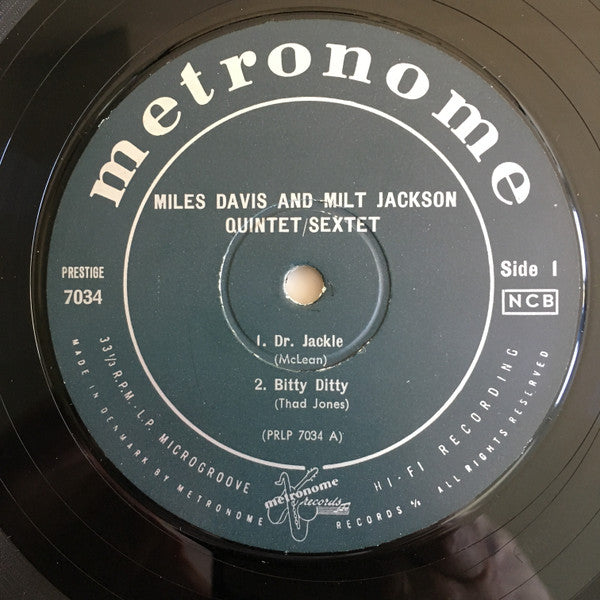 metronome
MILES DAVIS AND MILT JACKSON
QUINTET/SEXTET
PRESTIGE
7034
Side 1
NCB
1. Dr. Jackle
(McLean)
2. Bitty Ditty
(Thad Jones)
(PRLP 7034 A)
33 1/3 R.P.M. L.P. MICROGROOVE
HI-FI RECORDING
MADE IN DENMARK BY METRONOME RECORDS A/S ALL RIGHTS RESERVED
metronome
records